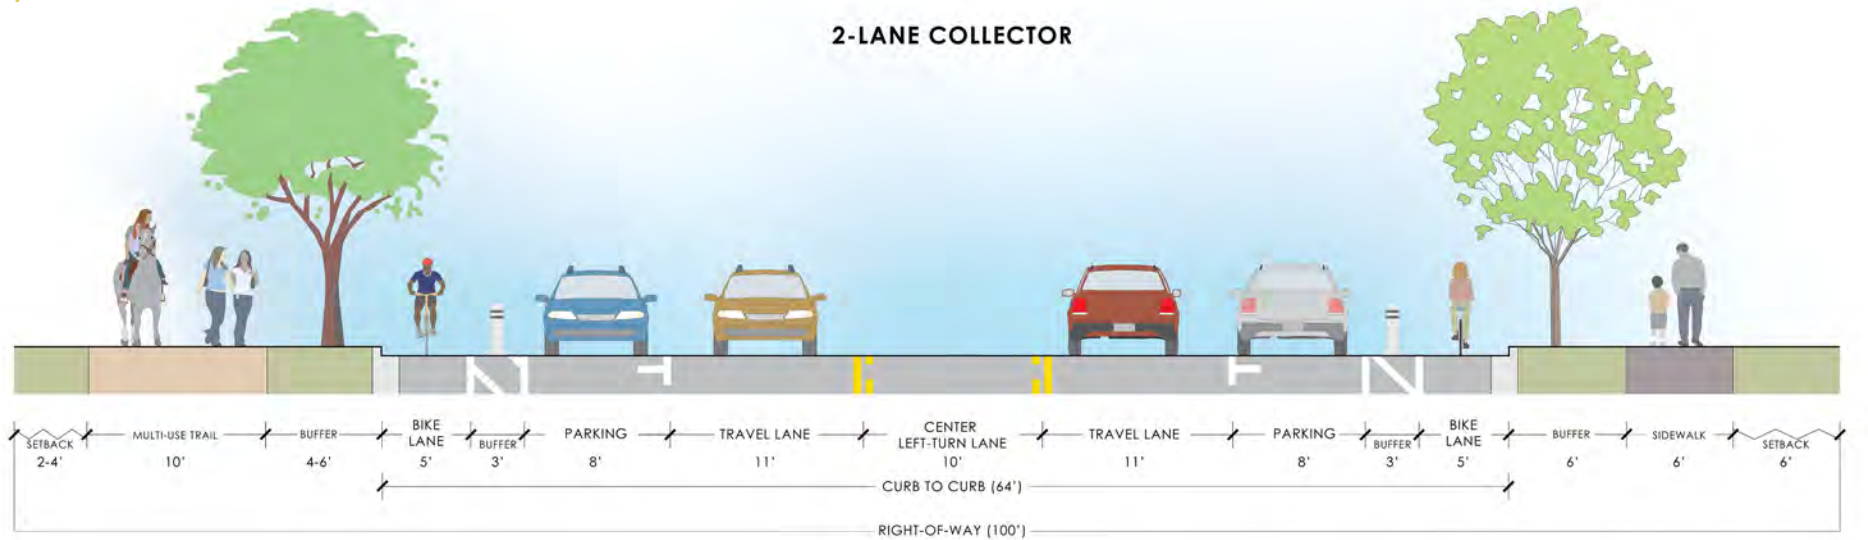 2-LANE COLLECTOR
SETBACK
2-4'
MULTI-USE TRAIL
10'
BUFFER
4-6'
BIKE
LANE
5'
BUFFER
3'
PARKING
8'
TRAVEL LANE
11'
CENTER
LEFT-TURN LANE
10'
TRAVEL LANE
11'
PARKING
8'
BUFFER
3'
BIKE
LANE
5'
BUFFER
6'
SIDEWALK
6'
SETBACK
6'
CURB TO CURB (64')
RIGHT-OF-WAY (100')